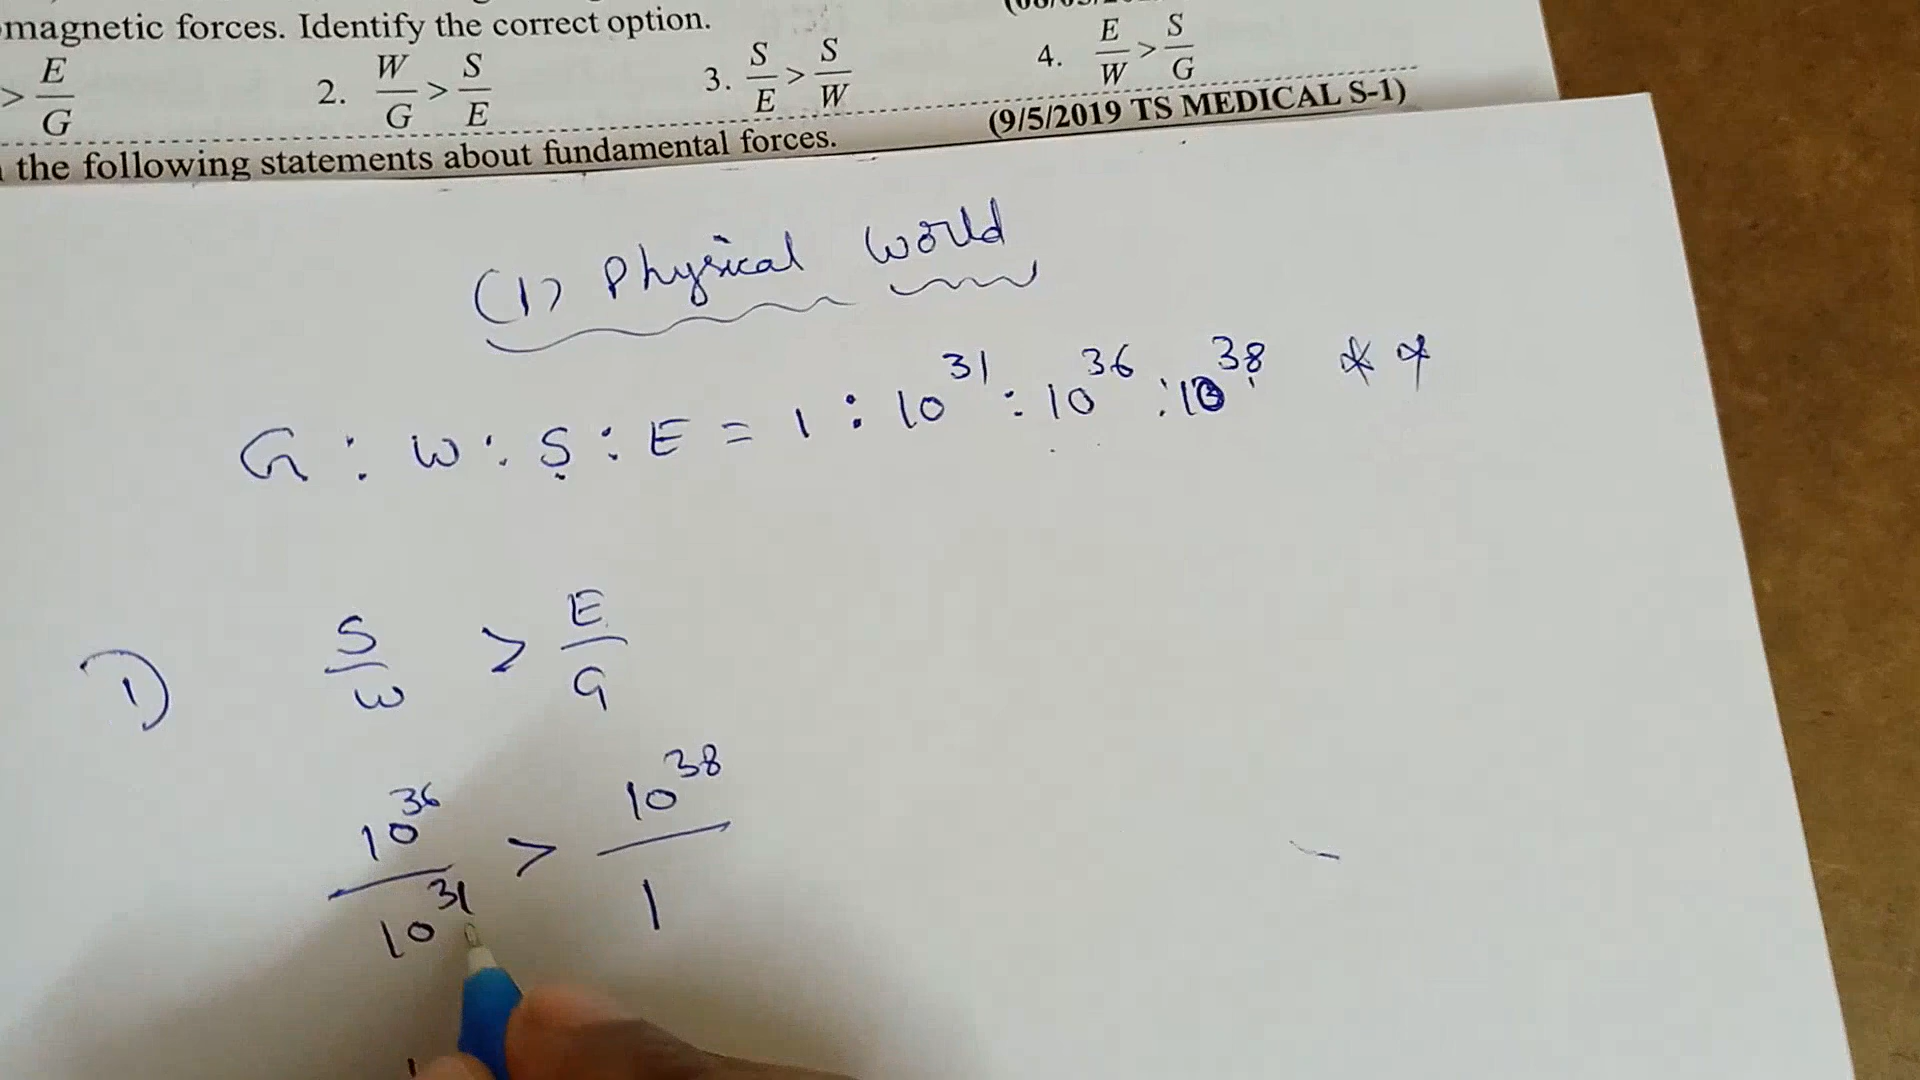 magnetic forces. Identify the correct option.
> E/G 2. W/G > S/E 3. S/E > S/W 4. E/W > S/G
(9/5/2019 TS MEDICAL S-1)
the following statements about fundamental forces.
(1) Physical World
G : W : S : E = 1 : 10^31 : 10^36 : 10^38 * *
1) S/W > E/G
10^36/10^31 > 10^38/1